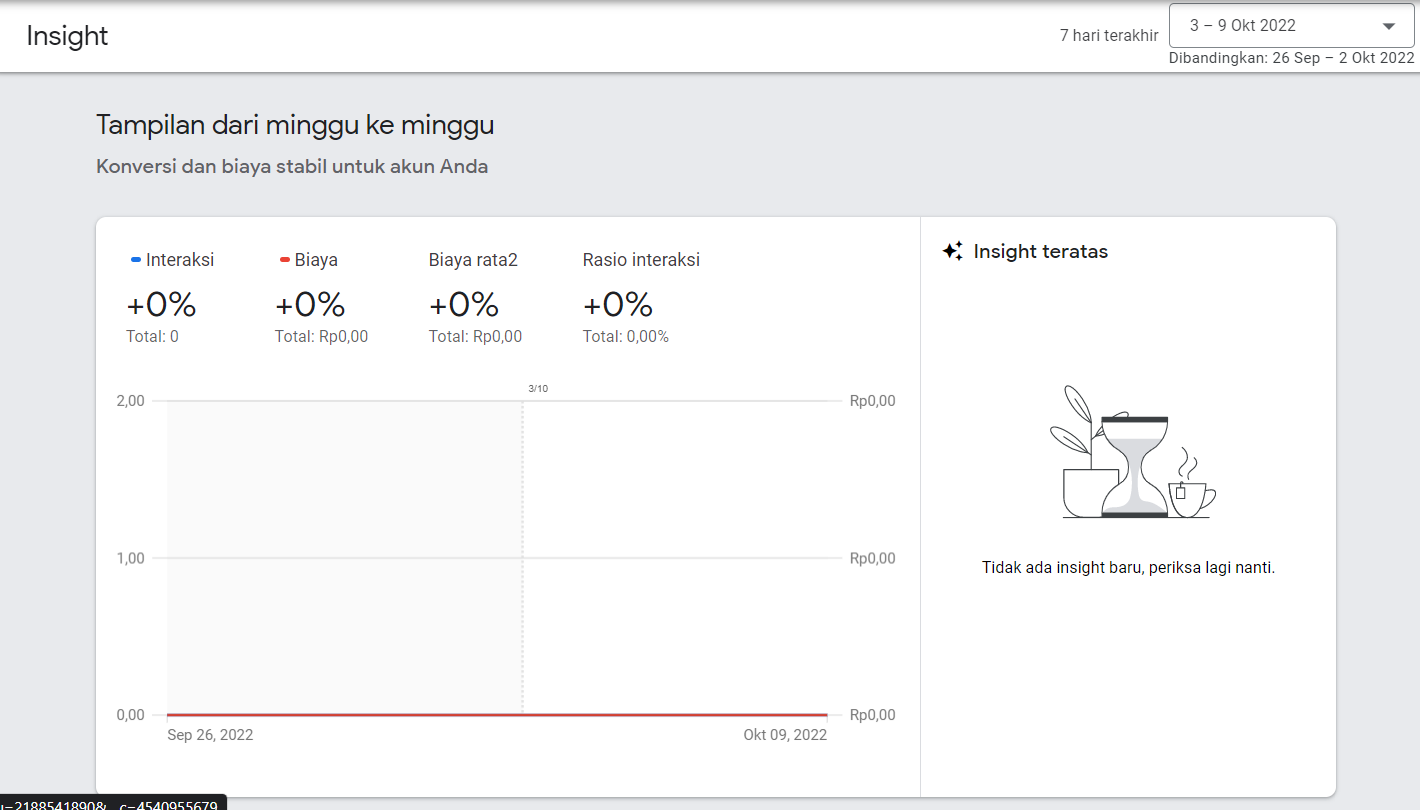 Insight
7 hari terakhir
3 – 9 Okt 2022
Dibandingkan: 26 Sep – 2 Okt 2022
Tampilan dari minggu ke minggu
Konversi dan biaya stabil untuk akun Anda
Interaksi
+0%
Total: 0
Biaya
+0%
Total: Rp0,00
Biaya rata2
+0%
Total: Rp0,00
Rasio interaksi
+0%
Total: 0,00%
3/10
2,00
Rp0,00
1,00
Rp0,00
0,00
Rp0,00
Sep 26, 2022
Okt 09, 2022
Insight teratas
Tidak ada insight baru, periksa lagi nanti.